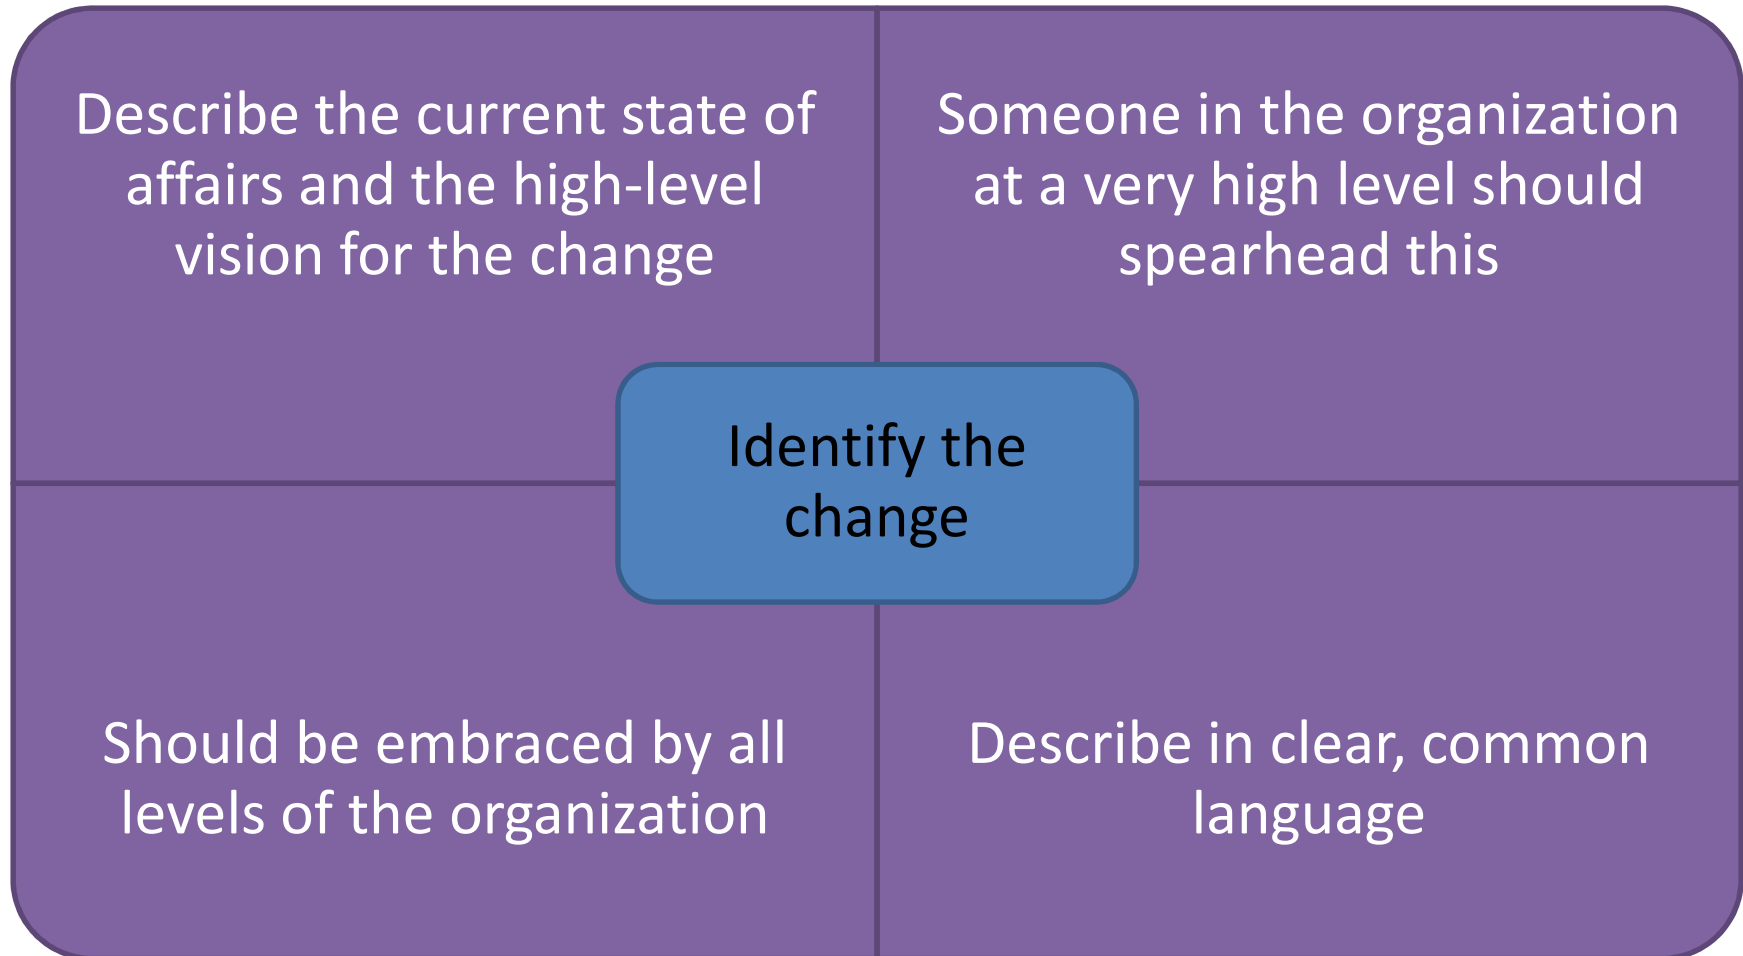 Describe the current state of
affairs and the high-level
vision for the change
Someone in the organization
at a very high level should
spearhead this
Identify the
change
Should be embraced by all
levels of the organization
Describe in clear, common
language